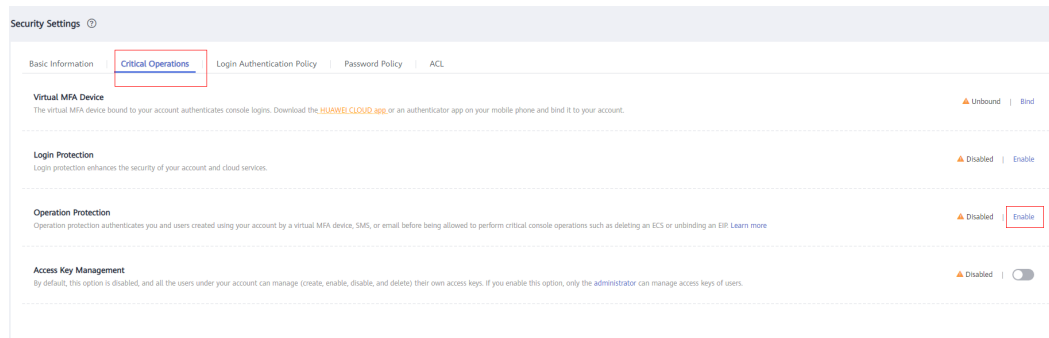 Security Settings ?
Basic Information | Critical Operations | Login Authentication Policy | Password Policy | ACL
Virtual MFA Device
The virtual MFA device bound to your account authenticates console logins. Download the HUAWEI CLOUD app or an authenticator app on your mobile phone and bind it to your account.
Unbound | Bind
Login Protection
Login protection enhances the security of your account and cloud services.
Disabled | Enable
Operation Protection
Operation protection authenticates you and users created using your account by a virtual MFA device, SMS, or email before being allowed to perform critical console operations such as deleting an ECS or unbinding an EIP. Learn more
Disabled | Enable
Access Key Management
By default, this option is disabled, and all the users under your account can manage (create, enable, disable, and delete) their own access keys. If you enable this option, only the administrator can manage access keys of users.
Disabled |